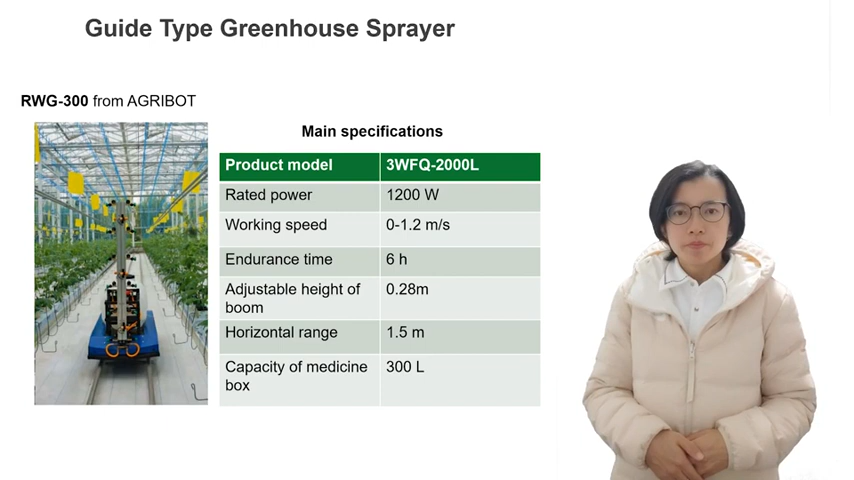 Guide Type Greenhouse Sprayer
RWG-300 from AGRIBOT
Main specifications
Product model 3WFQ-2000L
Rated power 1200 W
Working speed 0-1.2 m/s
Endurance time 6 h
Adjustable height of
boom 0.28m
Horizontal range 1.5 m
Capacity of medicine
box 300 L